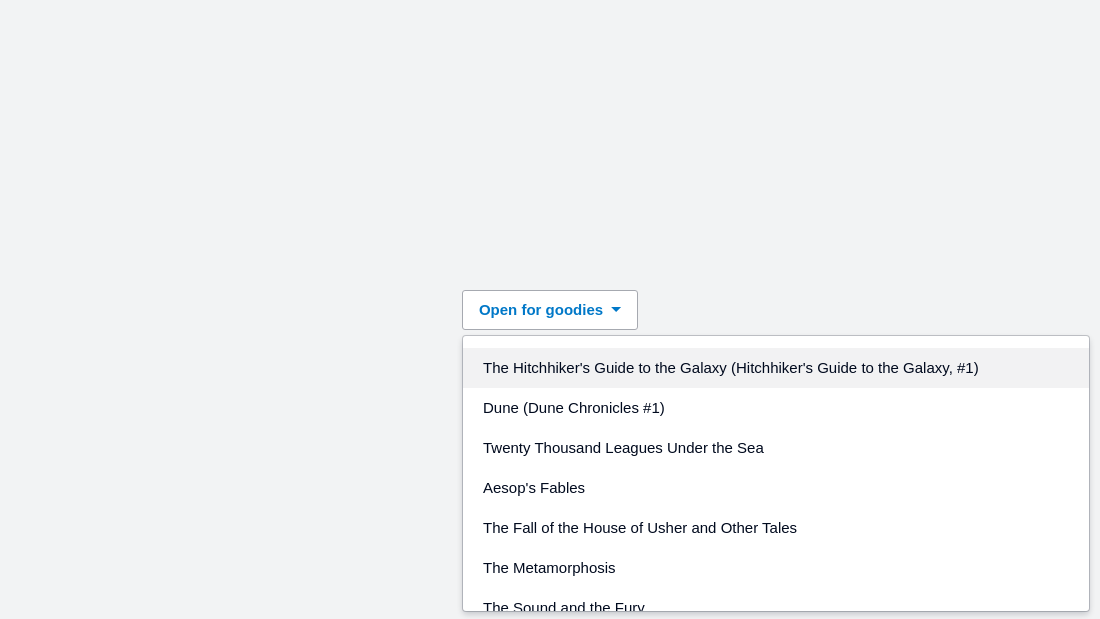 Open for goodies
The Hitchhiker's Guide to the Galaxy (Hitchhiker's Guide to the Galaxy, #1)
Dune (Dune Chronicles #1)
Twenty Thousand Leagues Under the Sea
Aesop's Fables
The Fall of the House of Usher and Other Tales
The Metamorphosis
The Sound and the Fury